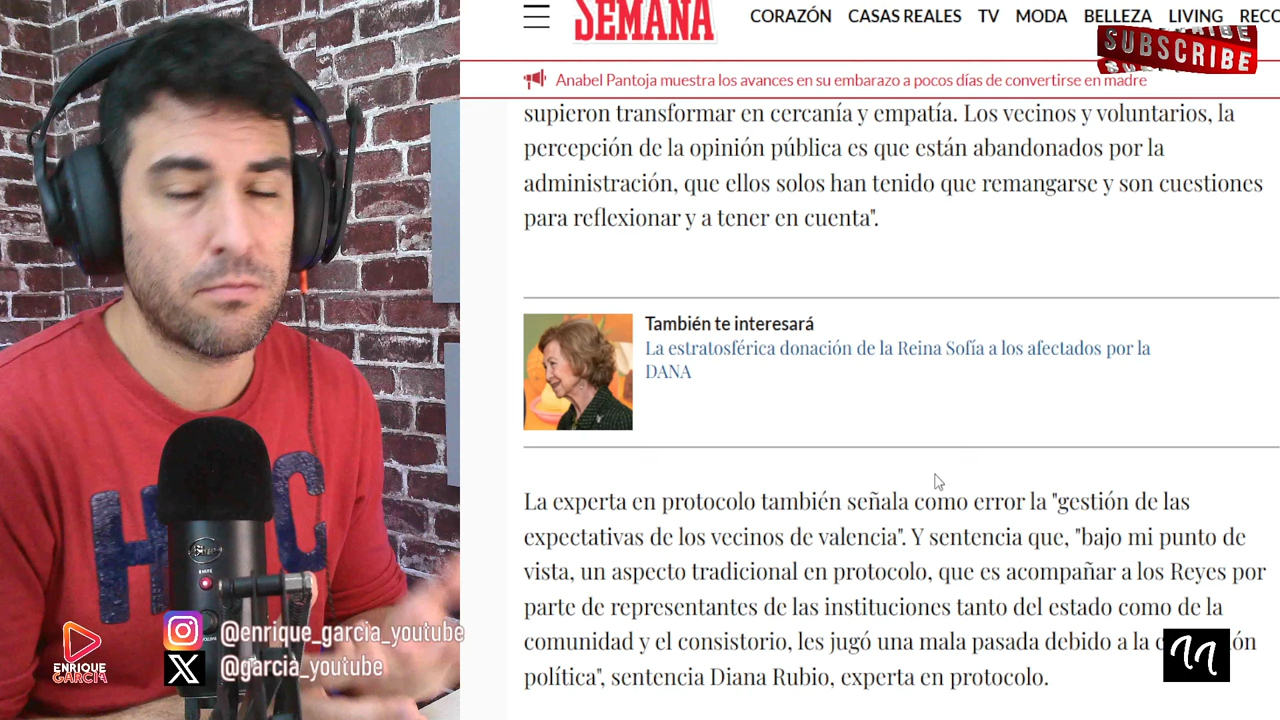 SEMANA
CORAZÓN CASAS REALES TV MODA BELLEZA LIVING
SUBSCRIBE
Anabel Pantoja muestra los avances en su embarazo a pocos días de convertirse en madre
supieron transformar en cercanía y empatía. Los vecinos y voluntarios, la
percepción de la opinión pública es que están abandonados por la
administración, que ellos solos han tenido que remangarse y son cuestiones
para reflexionar y a tener en cuenta".
También te interesará
La estratosférica donación de la Reina Sofía a los afectados por la
DANA
La experta en protocolo también señala como error la "gestión de las
expectativas de los vecinos de valencia". Y sentencia que, "bajo mi punto de
vista, un aspecto tradicional en protocolo, que es acompañar a los Reyes por
parte de representantes de las instituciones tanto del estado como de la
comunidad y el consistorio, les jugó una mala pasada debido a la
política", sentencia Diana Rubio, experta en protocolo.
Blue
MUTE
ENRIQUE
GARCIA
@enrique_garcia_youtube
@garcia_youtube